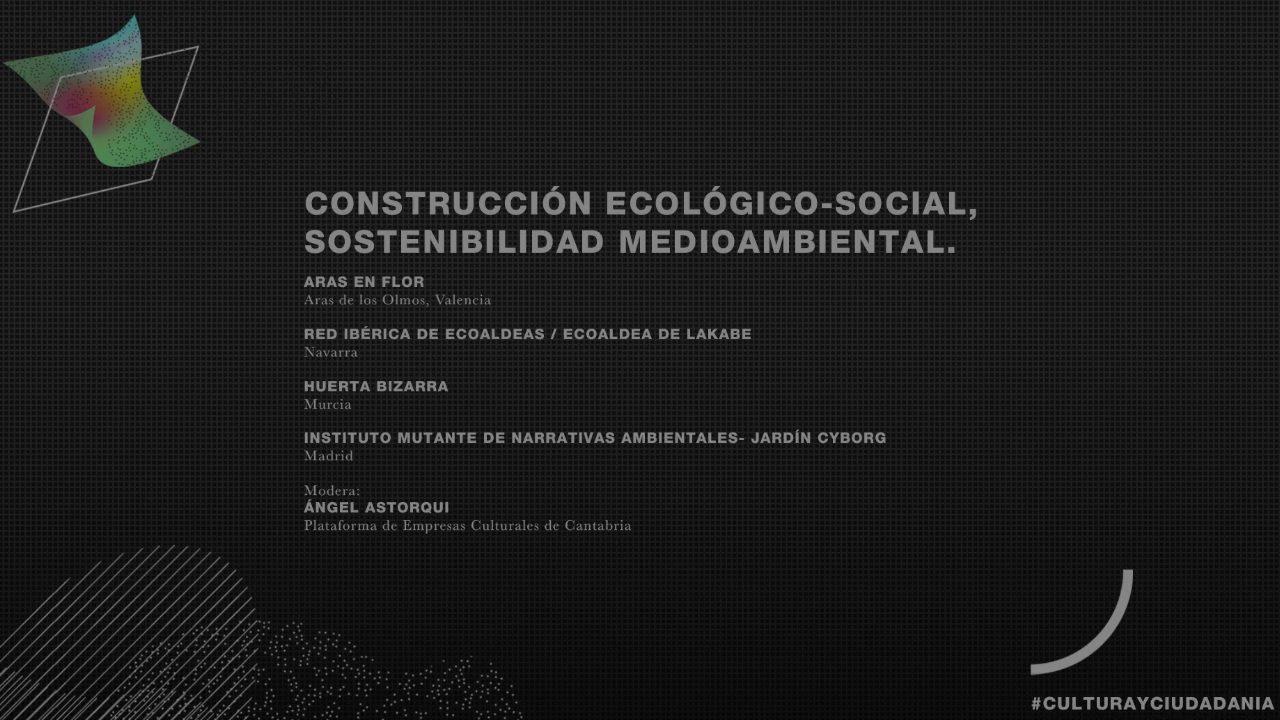 CONSTRUCCIÓN ECOLÓGICO-SOCIAL,
SOSTENIBILIDAD MEDIOAMBIENTAL.
ARAS EN FLOR
Aras de los Olmos, Valencia
RED IBÉRICA DE ECOALDEAS / ECOALDEA DE LAKABE
Navarra
HUERTA BIZARRA
Murcia
INSTITUTO MUTANTE DE NARRATIVAS AMBIENTALES- JARDÍN CYBORG
Madrid
Modera:
ÁNGEL ASTORQUI
Plataforma de Empresas Culturales de Cantabria
#CULTURAYCIUDADANIA